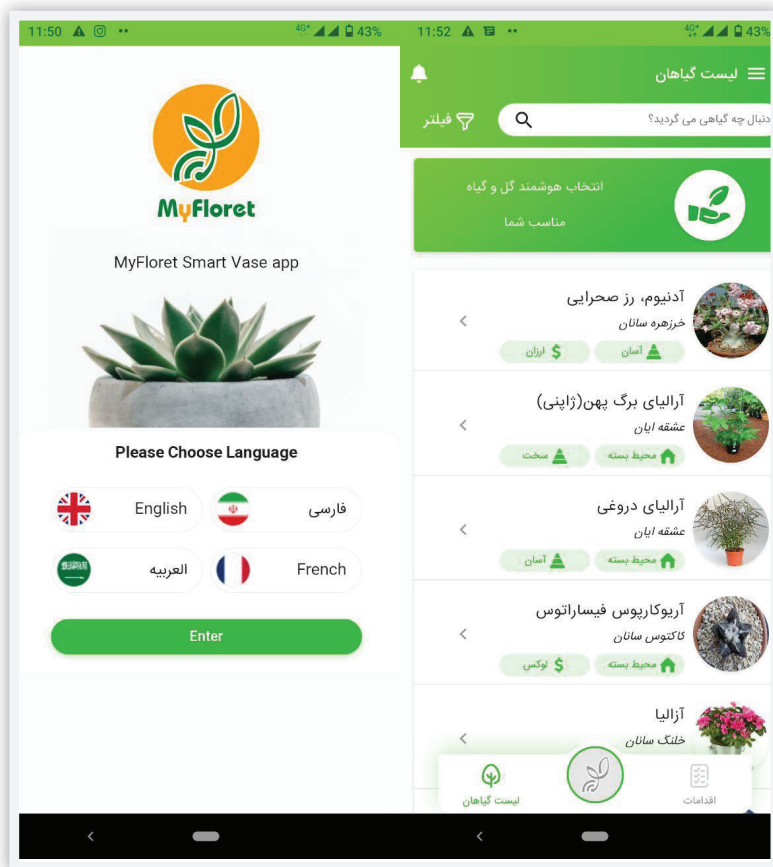 11:50
4G+
43%
MyFloret
MyFloret Smart Vase app
Please Choose Language
English
فارسی
العربیه
French
Enter
11:52
4G+
43%
لیست گیاهان
فیلتر
دنبال چه گیاهی می گردید؟
انتخاب هوشمند گل و گیاه
مناسب شما
آدنیوم، رز صحرایی
خرزهره سانان
آسان
ارزان
آرالیای برگ پهن(ژاپنی)
عشقه ایان
محیط بسته
سخت
آرالیای دروغی
عشقه ایان
محیط بسته
آسان
آریوکارپوس فیساراتوس
کاکتوس سانان
محیط بسته
لوکس
آزالیا
خلنگ سانان
اقدامات
لیست گیاهان